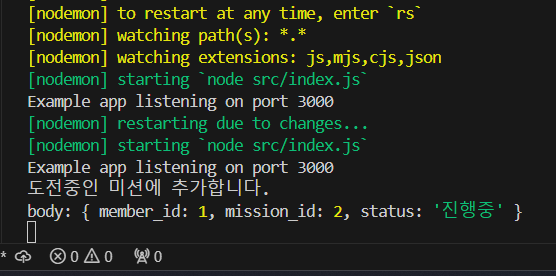 [nodemon] to restart at any time, enter `rs`
[nodemon] watching path(s): *.*
[nodemon] watching extensions: js,mjs,cjs,json
[nodemon] starting `node src/index.js`
Example app listening on port 3000
[nodemon] restarting due to changes...
[nodemon] starting `node src/index.js`
Example app listening on port 3000
도전중인 미션에 추가합니다.
body: { member_id: 1, mission_id: 2, status: '진행중' }
* 0 0 0